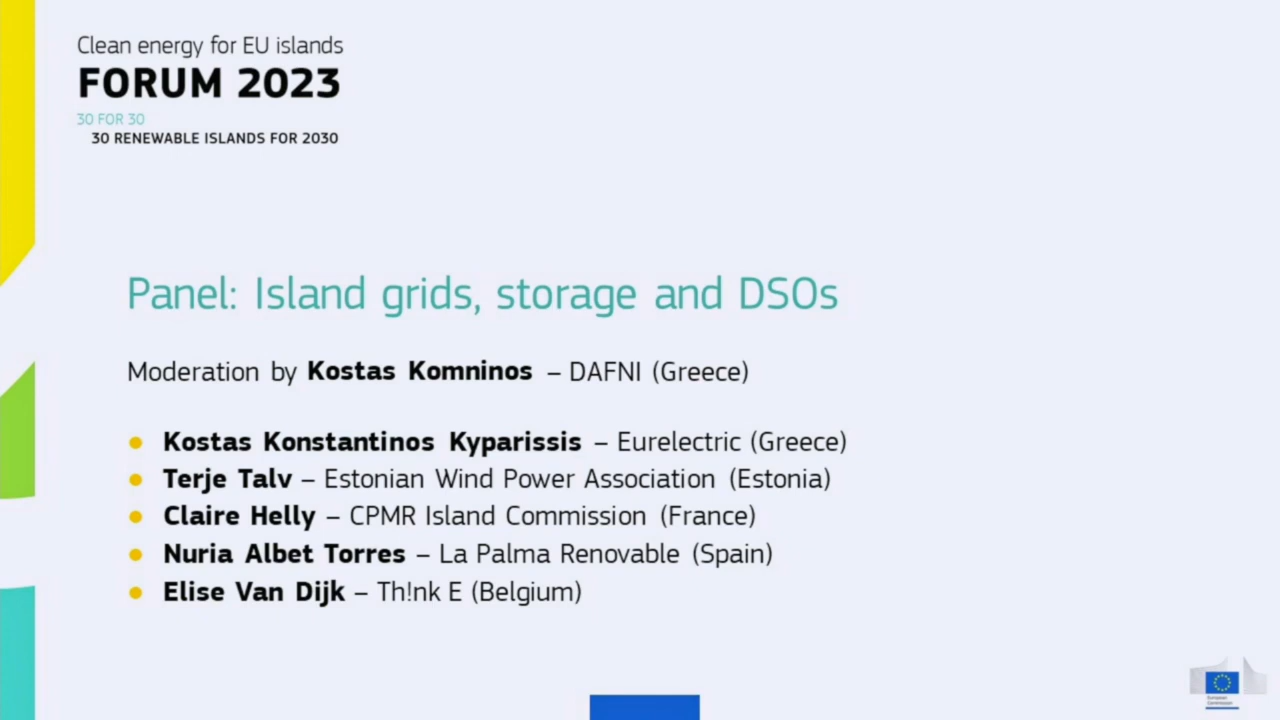 Clean energy for EU islands
FORUM 2023
30 FOR 30
30 RENEWABLE ISLANDS FOR 2030
Panel: Island grids, storage and DSOs
Moderation by Kostas Komninos – DAFNI (Greece)
• Kostas Konstantinos Kyparissis – Eurelectric (Greece)
• Terje Talv – Estonian Wind Power Association (Estonia)
• Claire Helly – CPMR Island Commission (France)
• Nuria Albet Torres – La Palma Renovable (Spain)
• Elise Van Dijk – Th!nk E (Belgium)
European
Commission